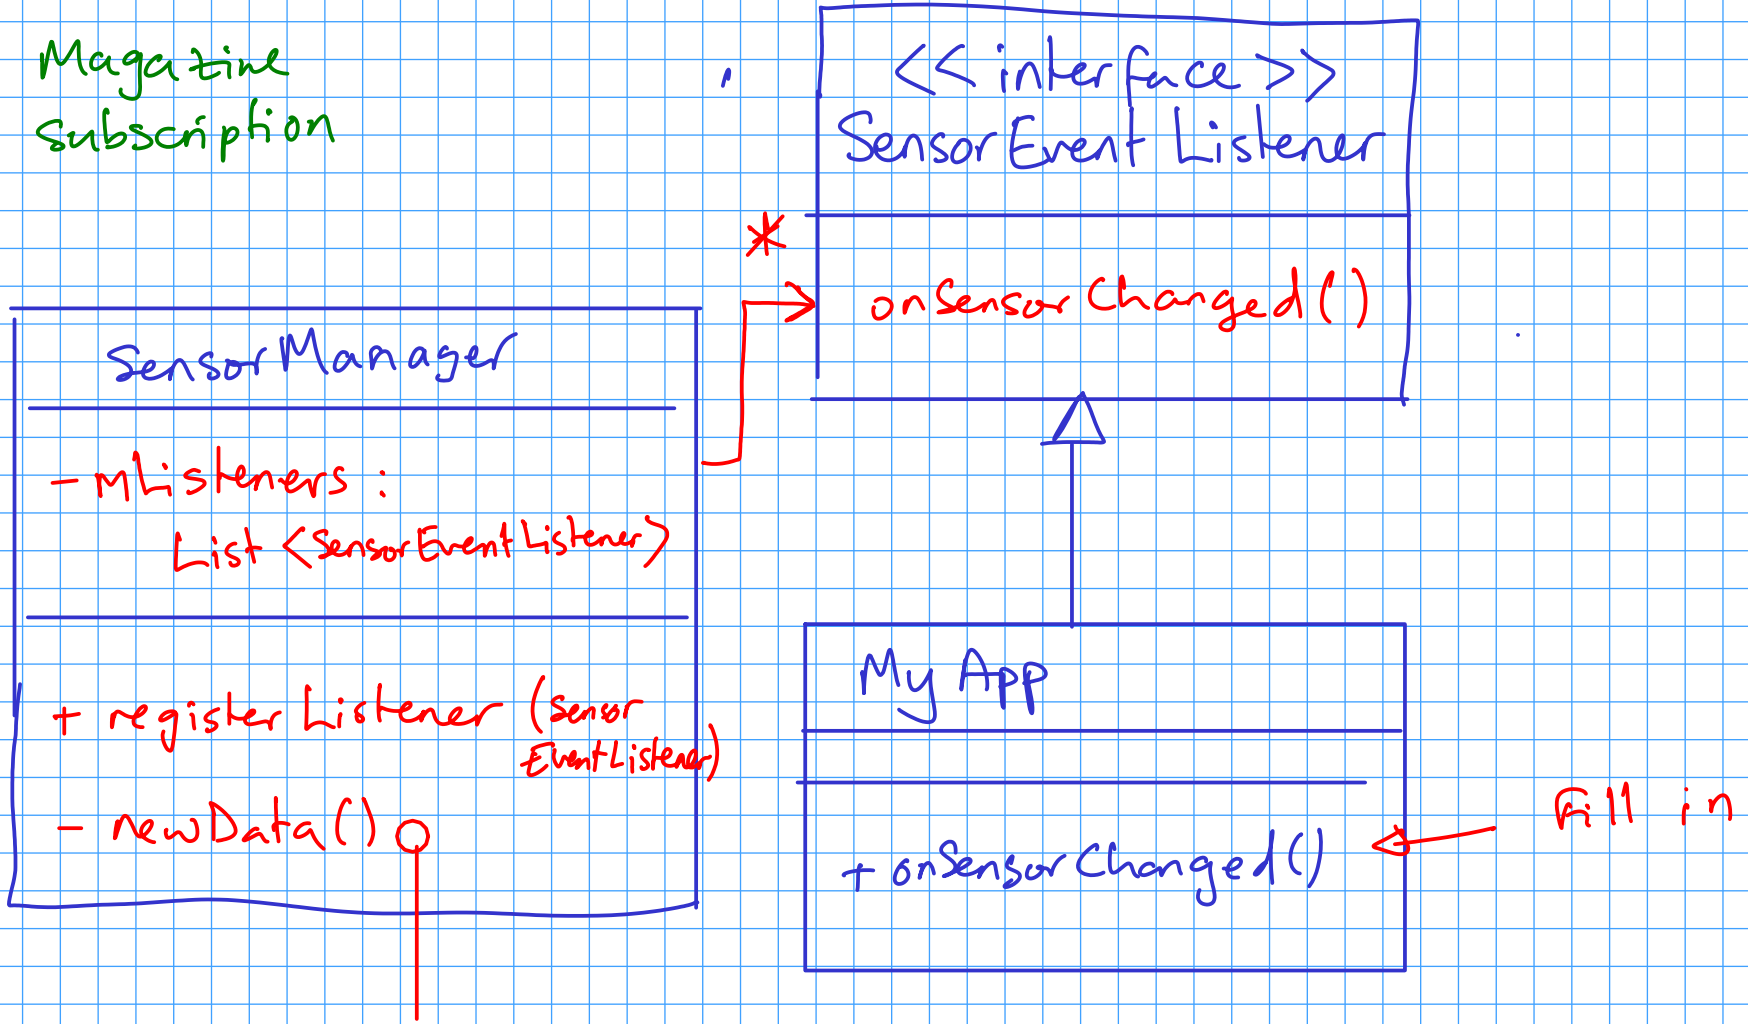 Magazine
subscription
<< interface >>
SensorEventListener
*
onSensorChanged()
SensorManager
- mListeners :
List <SensorEventListener>
+ registerListener (Sensor
EventListener)
- newData()
MyApp
+ onSensorChanged()
Fill in